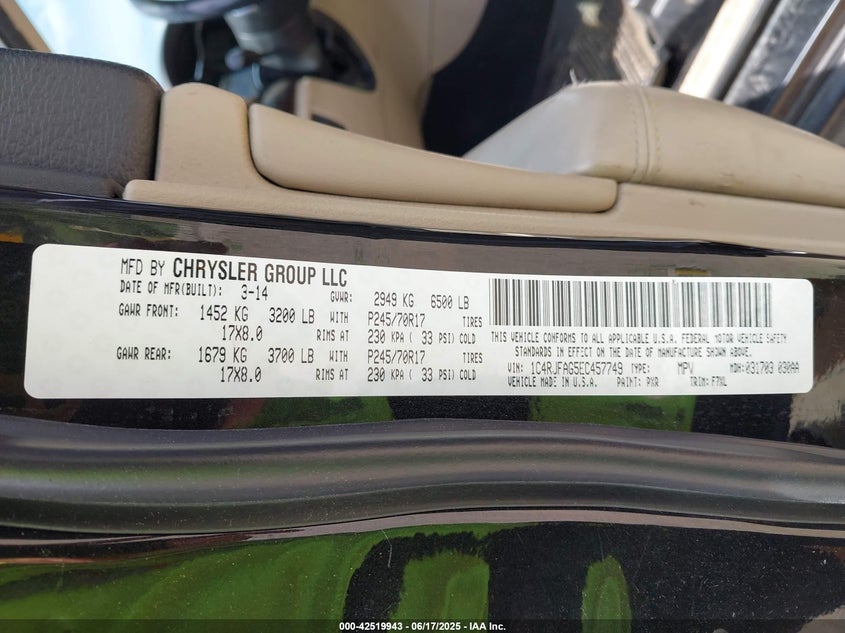 MFD BY CHRYSLER GROUP LLC
DATE OF MFR(BUILT): 3-14 GVWR: 2949 KG 6500 LB
GAWR FRONT: 1452 KG 3200 LB WITH P245/70R17 TIRES
17X8.0 RIMS AT 230 KPA ( 33 PSI) COLD
GAWR REAR: 1679 KG 3700 LB WITH P245/70R17 TIRES
17X8.0 RIMS AT 230 KPA ( 33 PSI) COLD
THIS VEHICLE CONFORMS TO ALL APPLICABLE U.S.A. FEDERAL MOTOR VEHICLE SAFETY
STANDARDS IN EFFECT ON THE DATE OF MANUFACTURE SHOWN ABOVE.
VIN: 1C4RJFAG5EC457749 TYPE: MPV MDH: 031703 030AA
VEHICLE MADE IN U.S.A. PAINT: PXR TRIM: F7XL
000-42519943 - 06/17/2025 - IAA Inc.